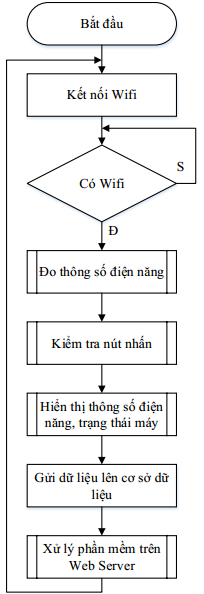 Bắt đầu
Kết nối Wifi
Có Wifi
S
Đ
Đo thông số điện năng
Kiểm tra nút nhấn
Hiển thị thông số điện
năng, trạng thái máy
Gửi dữ liệu lên cơ sở dữ
liệu
Xử lý phần mềm trên
Web Server